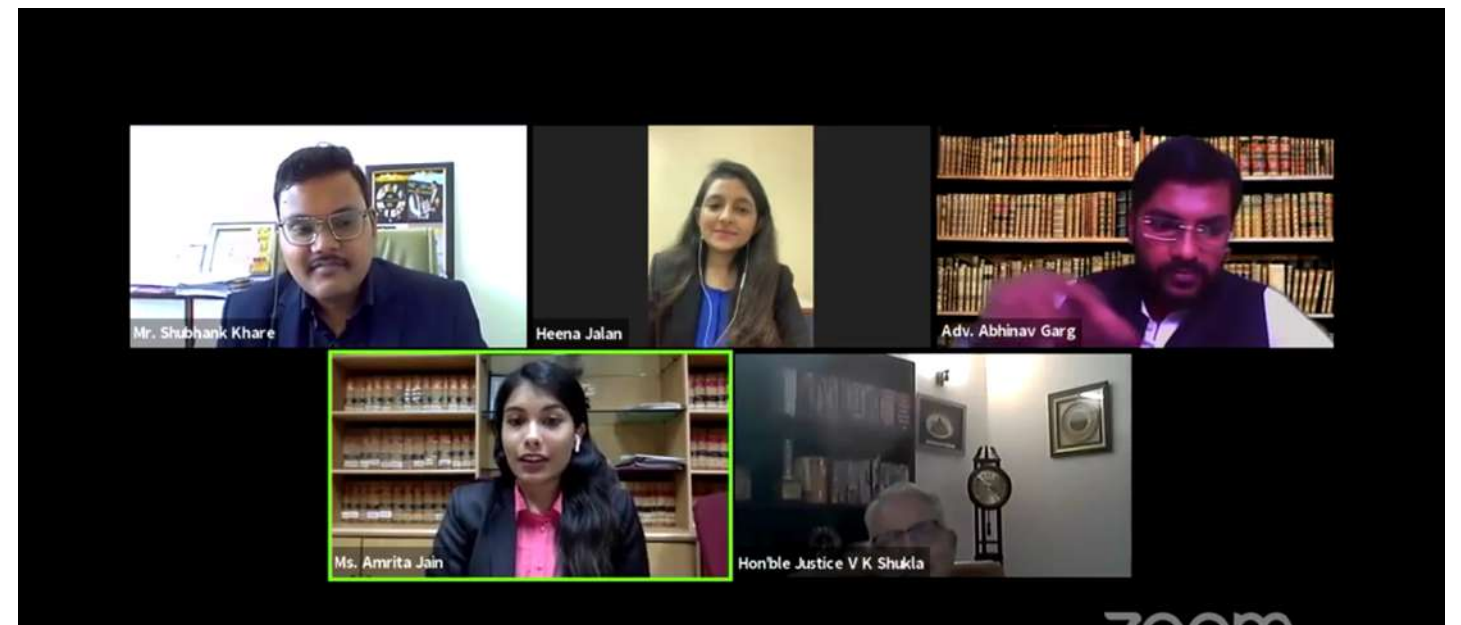 Mr. Shubhank Khare
Heena Jalan
Adv. Abhinav Garg
Ms. Amrita Jain
Hon'ble Justice V K Shukla
zoom